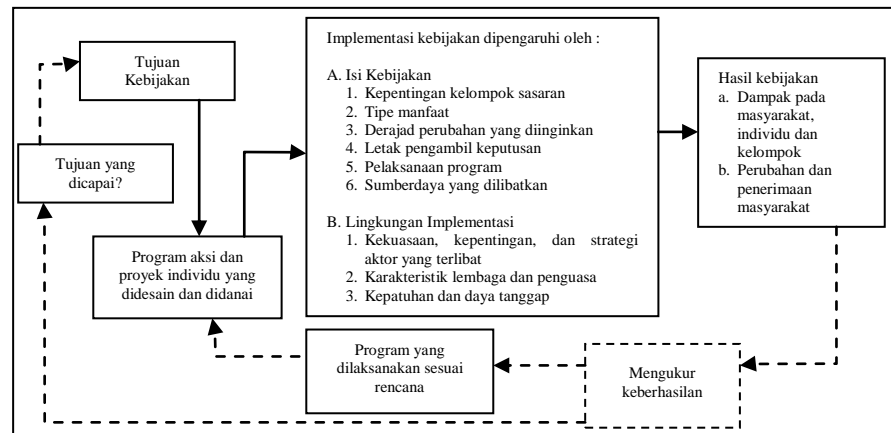 Tujuan
Kebijakan
Tujuan yang
dicapai?
Program aksi dan
proyek individu yang
didesain dan didanai
Implementasi kebijakan dipengaruhi oleh :
A. Isi Kebijakan
1. Kepentingan kelompok sasaran
2. Tipe manfaat
3. Derajad perubahan yang diinginkan
4. Letak pengambil keputusan
5. Pelaksanaan program
6. Sumberdaya yang dilibatkan
B. Lingkungan Implementasi
1. Kekuasaan, kepentingan, dan strategi
aktor yang terlibat
2. Karakteristik lembaga dan penguasa
3. Kepatuhan dan daya tanggap
Hasil kebijakan
a. Dampak pada
masyarakat,
individu dan
kelompok
b. Perubahan dan
penerimaan
masyarakat
Program yang
dilaksanakan sesuai
rencana
Mengukur
keberhasilan